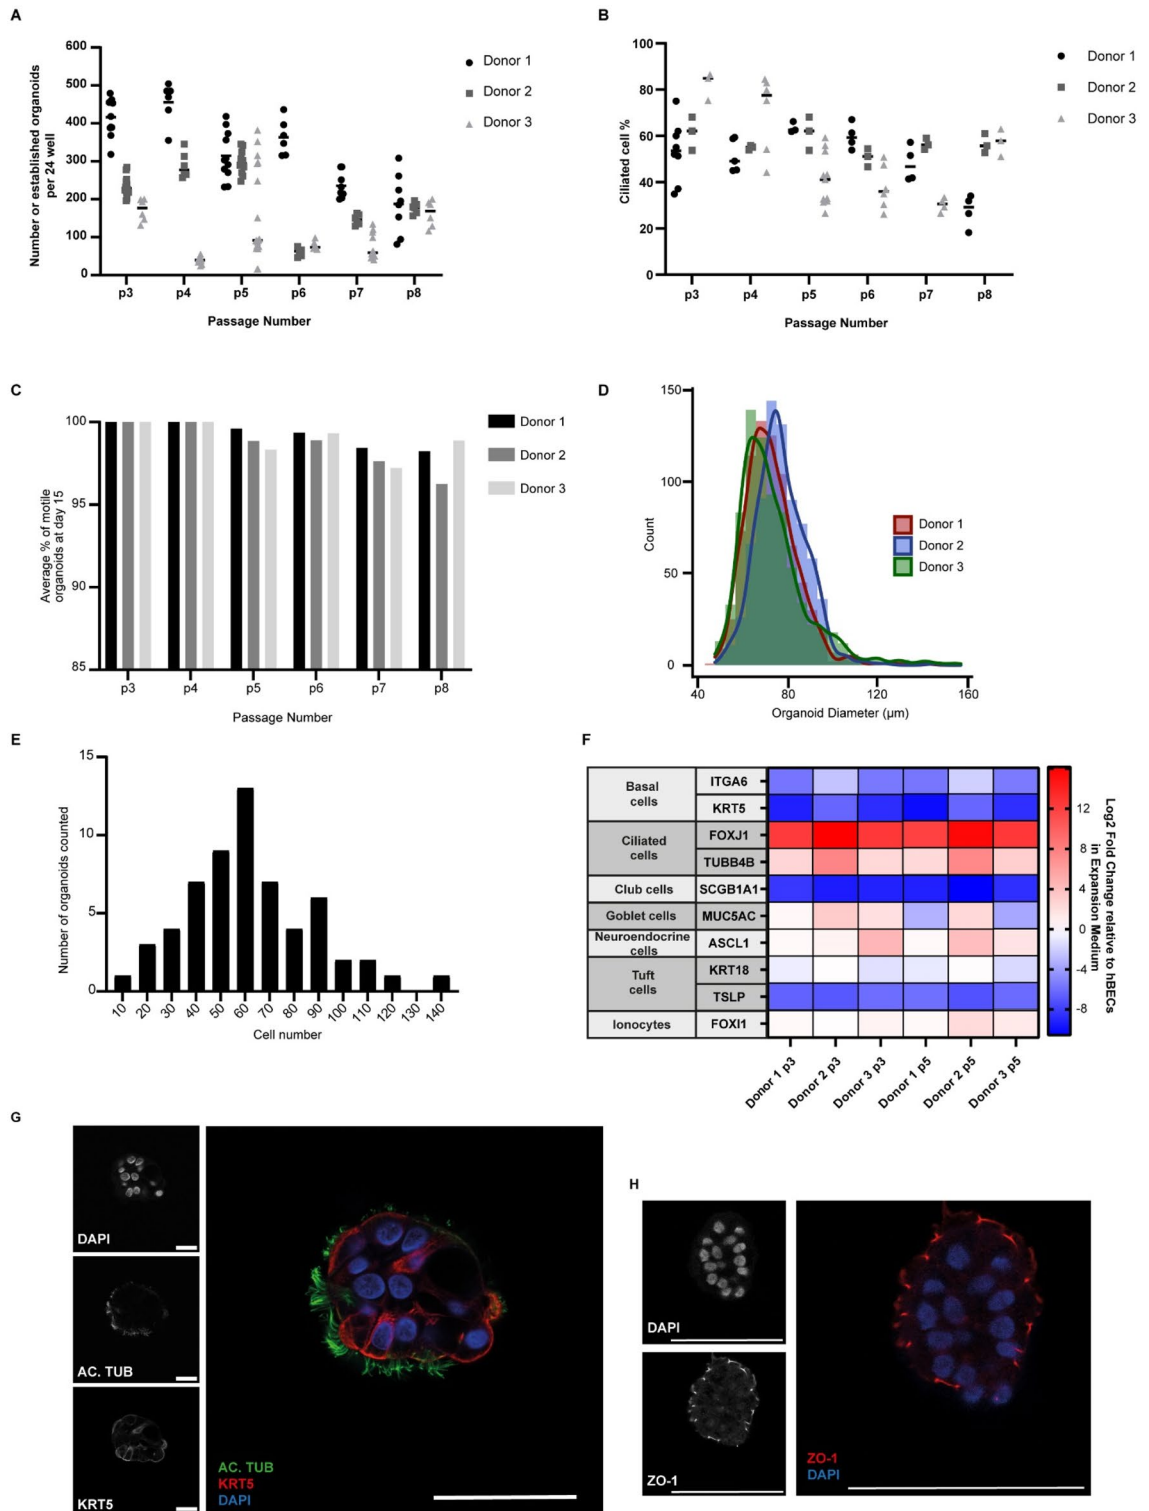 A
Number or established organoids
per 24 well
600
500
400
300
200
100
0
p3 p4 p5 p6 p7 p8
Passage Number
Donor 1
Donor 2
Donor 3
B
Ciliated cell %
100
80
60
40
20
0
p3 p4 p5 p6 p7 p8
Passage Number
Donor 1
Donor 2
Donor 3
C
Average % of motile
organoids at day 15
100
95
90
85
p3 p4 p5 p6 p7 p8
Passage Number
Donor 1
Donor 2
Donor 3
D
Count
150
100
50
0
40 80 120 160
Organoid Diameter (µm)
Donor 1
Donor 2
Donor 3
E
Number of organoids counted
15
10
5
0
10 20 30 40 50 60 70 80 90 100 110 120 130 140
Cell number
F
Basal
cells
ITGA6
KRT5
Ciliated
cells
FOXJ1
TUBB4B
Club cells
SCGB1A1
Goblet cells
MUC5AC
Neuroendocrine
cells
ASCL1
Tuft
cells
KRT18
TSLP
Ionocytes
FOXI1
Donor 1 p3
Donor 2 p3
Donor 3 p3
Donor 1 p5
Donor 2 p5
Donor 3 p5
12
8
4
0
-4
-8
Log2 Fold Change relative to hBECs
in Expansion Medium
G
DAPI
AC. TUB
KRT5
AC. TUB
KRT5
DAPI
H
DAPI
ZO-1
ZO-1
DAPI